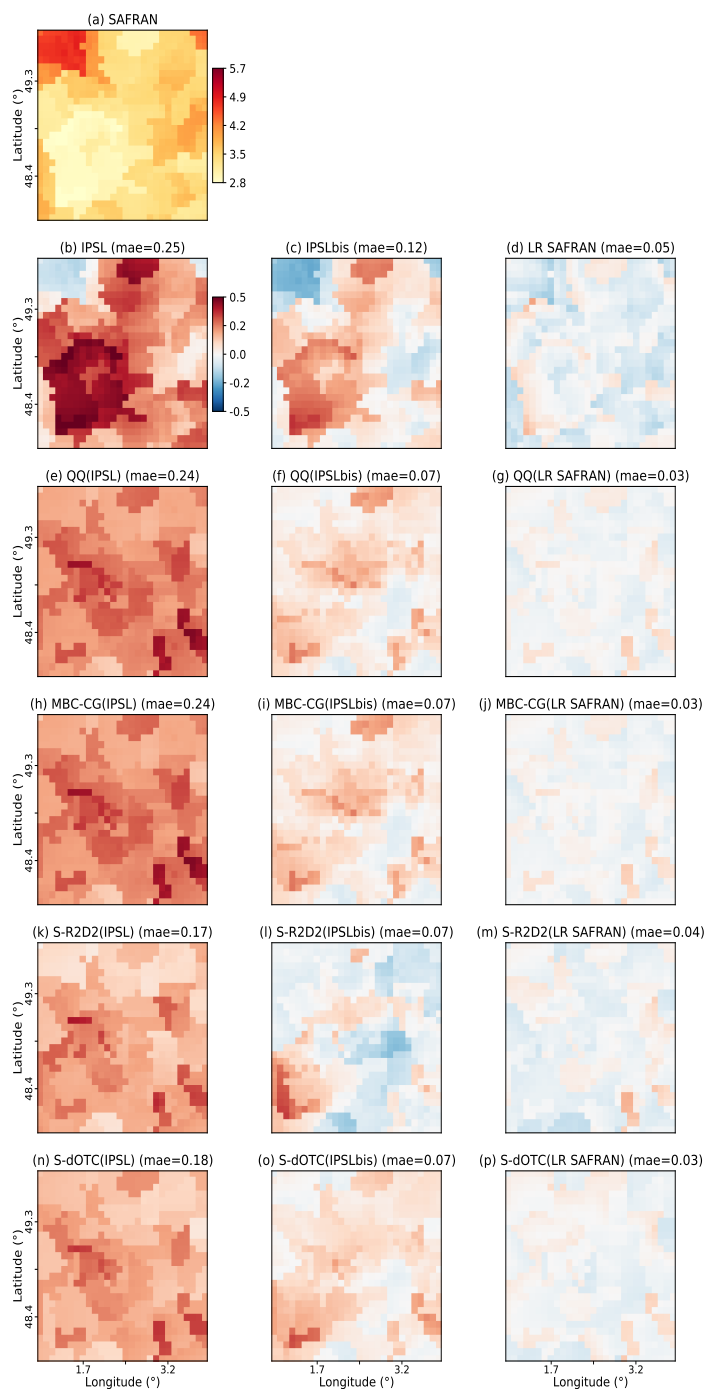 (a) SAFRAN
Latitude (°)
49.3
48.4
5.7
4.9
4.2
3.5
2.8
(b) IPSL (mae=0.25)
(c) IPSLbis (mae=0.12)
(d) LR SAFRAN (mae=0.05)
Latitude (°)
49.3
48.4
0.5
0.2
0.0
-0.2
-0.5
(e) QQ(IPSL) (mae=0.24)
(f) QQ(IPSLbis) (mae=0.07)
(g) QQ(LR SAFRAN) (mae=0.03)
Latitude (°)
49.3
48.4
(h) MBC-CG(IPSL) (mae=0.24)
(i) MBC-CG(IPSLbis) (mae=0.07)
(j) MBC-CG(LR SAFRAN) (mae=0.03)
Latitude (°)
49.3
48.4
(k) S-R2D2(IPSL) (mae=0.17)
(l) S-R2D2(IPSLbis) (mae=0.07)
(m) S-R2D2(LR SAFRAN) (mae=0.04)
Latitude (°)
49.3
48.4
(n) S-dOTC(IPSL) (mae=0.18)
(o) S-dOTC(IPSLbis) (mae=0.07)
(p) S-dOTC(LR SAFRAN) (mae=0.03)
Latitude (°)
49.3
48.4
1.7 3.2
1.7 3.2
1.7 3.2
Longitude (°)
Longitude (°)
Longitude (°)